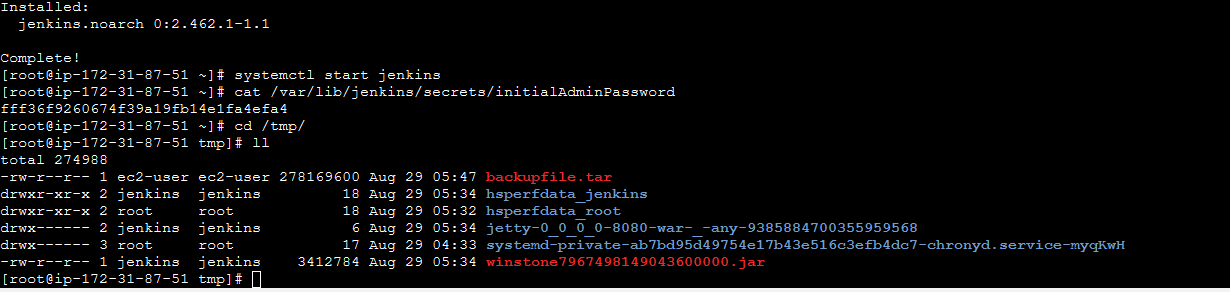 Installed:
  jenkins.noarch 0:2.462.1-1.1

Complete!
[root@ip-172-31-87-51 ~]# systemctl start jenkins
[root@ip-172-31-87-51 ~]# cat /var/lib/jenkins/secrets/initialAdminPassword
fff36f9260674f39a19fb14e1fa4efa4
[root@ip-172-31-87-51 ~]# cd /tmp/
[root@ip-172-31-87-51 tmp]# ll
total 274988
-rw-r--r-- 1 ec2-user ec2-user 278169600 Aug 29 05:47 backupfile.tar
drwxr-xr-x 2 jenkins  jenkins         18 Aug 29 05:34 hsperfdata_jenkins
drwxr-xr-x 2 root     root            18 Aug 29 05:32 hsperfdata_root
drwx------ 2 jenkins  jenkins          6 Aug 29 05:34 jetty-0_0_0_0-8080-war-_-any-93858847003559595​68
drwx------ 3 root     root            17 Aug 29 04:33 systemd-private-ab7bd95d49754e17b43e516c3efb4dc7-chronyd.service-myqKwH
-rw-r--r-- 1 jenkins  jenkins    3412784 Aug 29 05:34 winstone7967498149043600000.jar
[root@ip-172-31-87-51 tmp]#